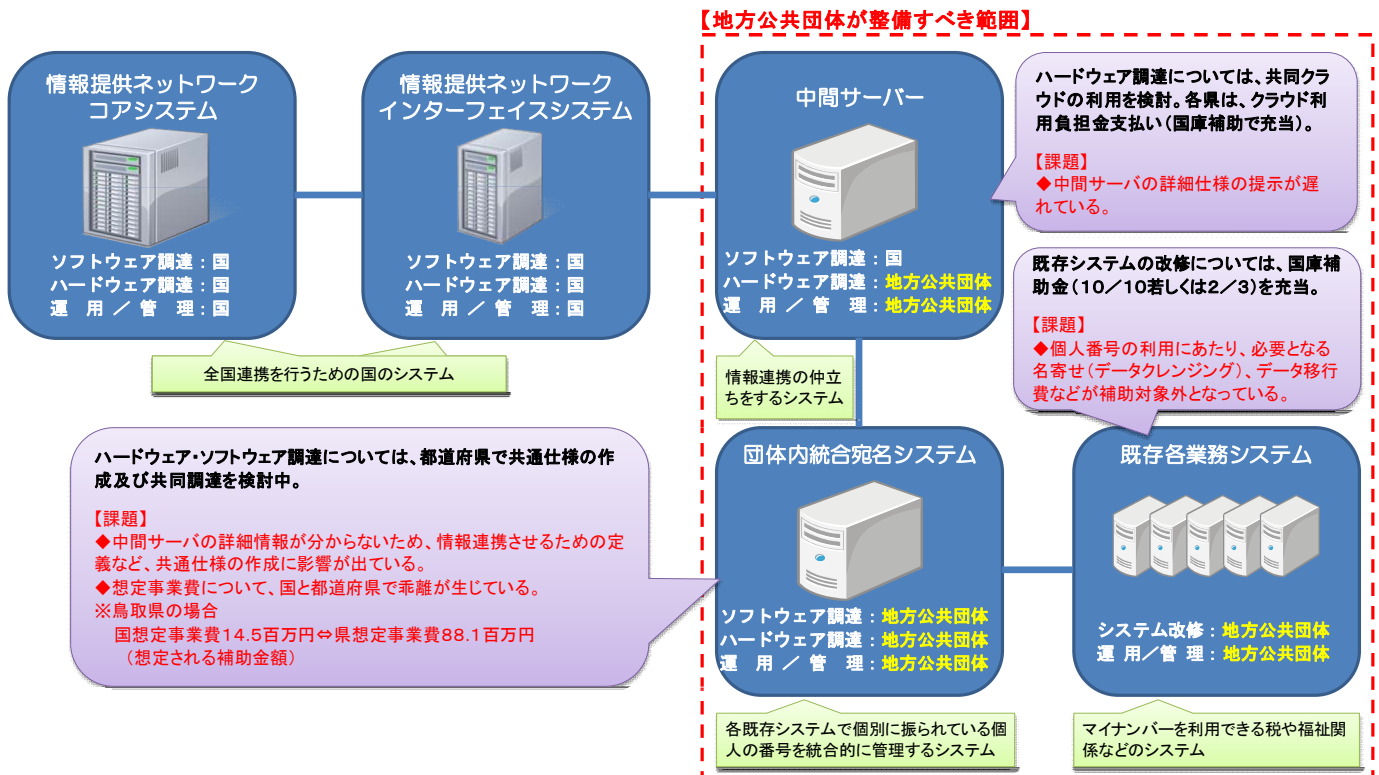 【地方公共団体が整備すべき範囲】
情報提供ネットワーク
コアシステム
ソフトウェア調達：国
ハードウェア調達：国
運　用　／　管　理：国
情報提供ネットワーク
インターフェイスシステム
ソフトウェア調達：国
ハードウェア調達：国
運　用　／　管　理：国
全国連携を行うための国のシステム
中間サーバー
ソフトウェア調達：国
ハードウェア調達：地方公共団体
運　用　／　管　理：地方公共団体
情報連携の仲立
ちをするシステム
ハードウェア調達については、共同クラ
ウドの利用を検討。各県は、クラウド利
用負担金支払い（国庫補助で充当）。
【課題】
◆中間サーバの詳細仕様の提示が遅
れている。
既存システムの改修については、国庫補
助金（１０／１０若しくは２／３）を充当。
【課題】
◆個人番号の利用にあたり、必要となる
名寄せ（データクレンジング）、データ移行
費などが補助対象外となっている。
ハードウェア・ソフトウェア調達については、都道府県で共通仕様の作
成及び共同調達を検討中。
【課題】
◆中間サーバの詳細情報が分からないため、情報連携させるための定
義など、共通仕様の作成に影響が出ている。
◆想定事業費について、国と都道府県で乖離が生じている。
※鳥取県の場合
国想定事業費１４．５百万円⇔県想定事業費８８．１百万円
（想定される補助金額）
団体内統合宛名システム
ソフトウェア調達：地方公共団体
ハードウェア調達：地方公共団体
運　用　／　管　理：地方公共団体
各既存システムで個別に振られている個
人の番号を統合的に管理するシステム
既存各業務システム
システム改修：地方公共団体
運 用／管 理：地方公共団体
マイナンバーを利用できる税や福祉関
係などのシステム